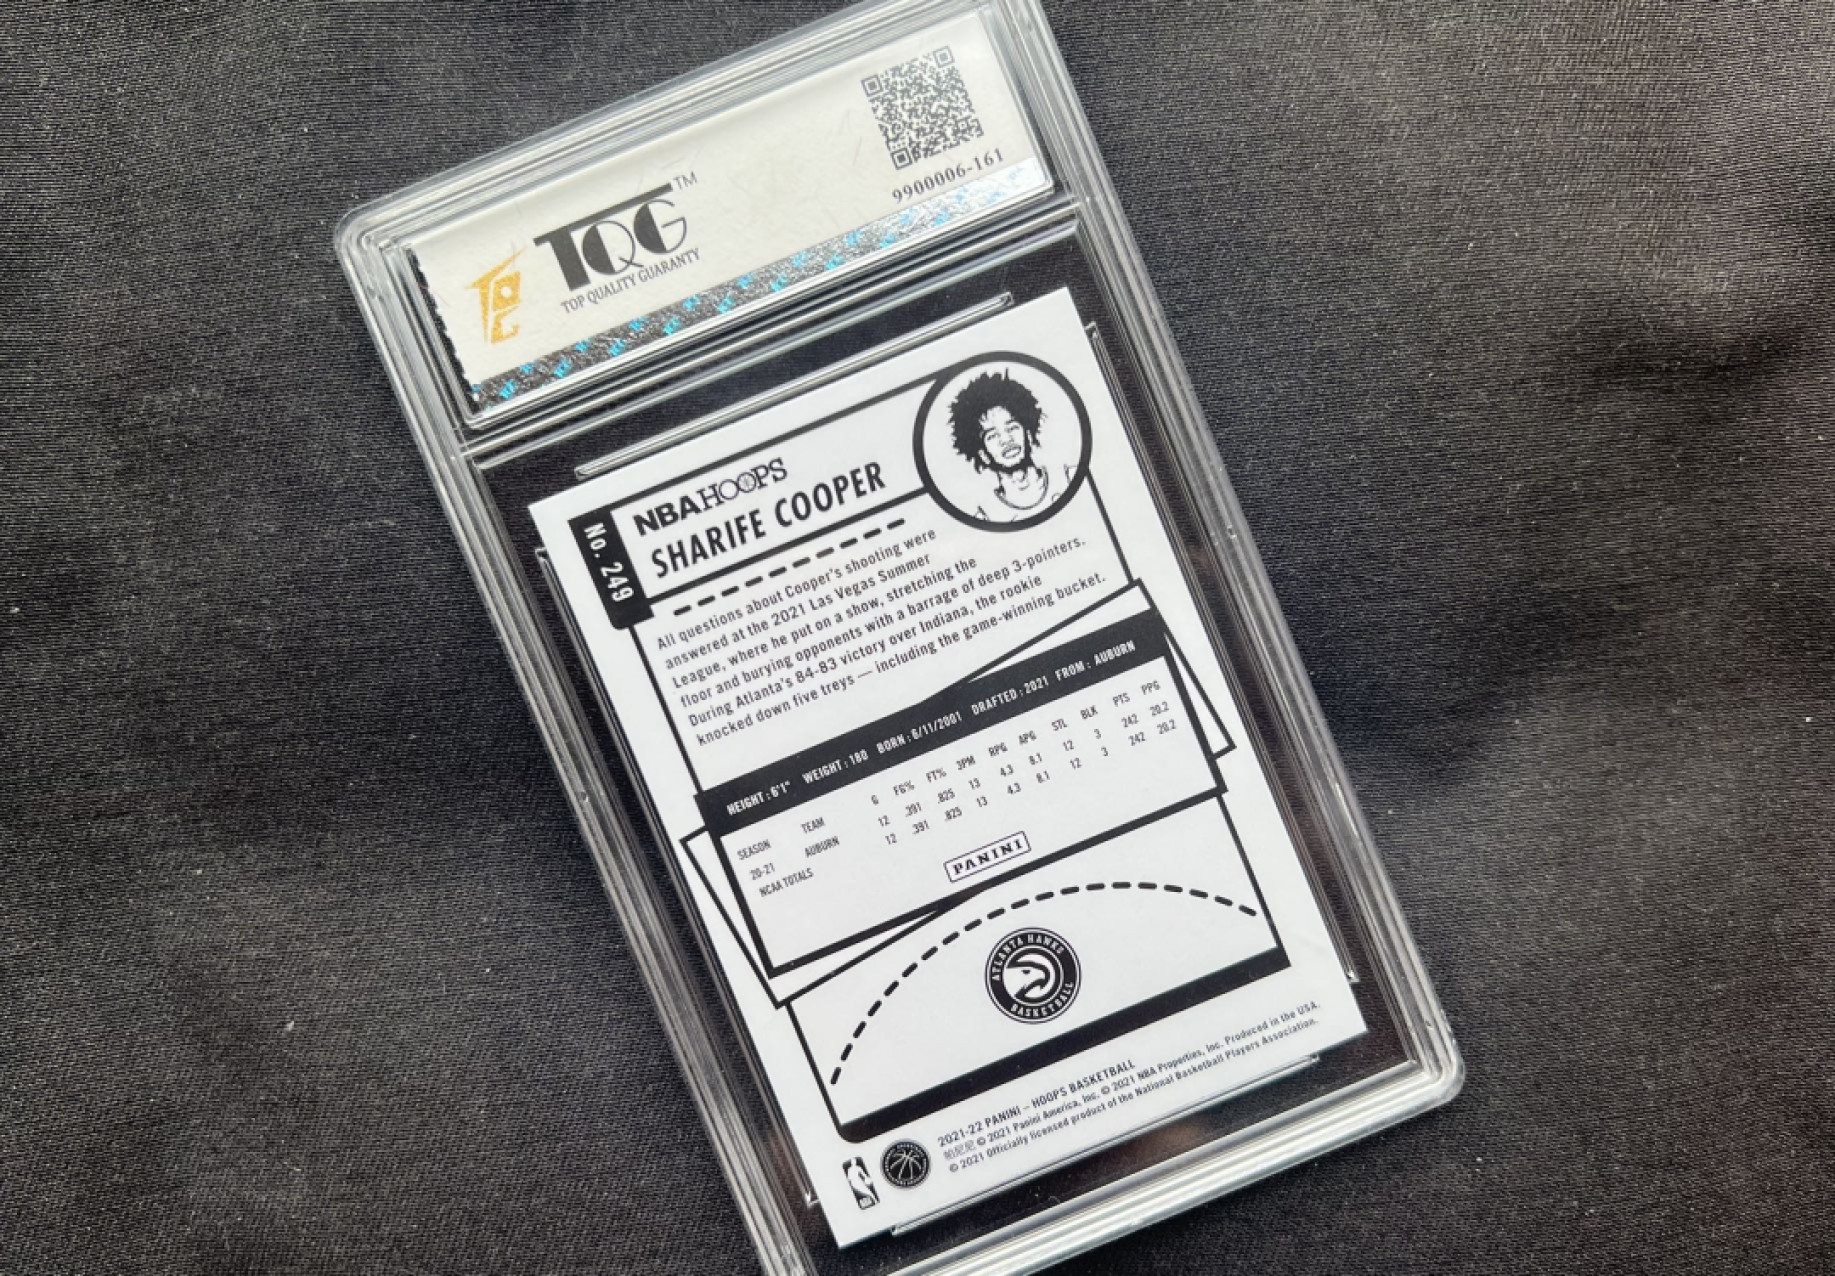 TQG™
TOP QUALITY GUARANTY
9900006-161
No. 249
NBA HOOPS
SHARIFE COOPER
All questions about Cooper's shooting were
answered at the 2021 Las Vegas Summer
League, where he put on a show, stretching the
floor and burying opponents with a barrage of deep 3-pointers.
During Atlanta's 84-83 victory over Indiana, the rookie
knocked down five treys — including the game-winning bucket.
HEIGHT: 6'1" WEIGHT: 180 BORN: 6/11/2001 DRAFTED: 2021 FROM: AUBURN
SEASON TEAM G FG% FT% 3PM RPG APG STL BLK PTS PPG
20-21 AUBURN 12 .391 .825 13 4.3 8.1 12 3 242 20.2
NCAA TOTALS 12 .391 .825 13 4.3 8.1 12 3 242 20.2
PANINI
ATLANTA HAWKS
BASKETBALL
2021-22 PANINI – HOOPS BASKETBALL
帕尼尼 © 2021 Panini America, Inc. © 2021 NBA Properties, Inc. Produced in the USA.
© 2021 Officially licensed product of the National Basketball Players Association.
NBA